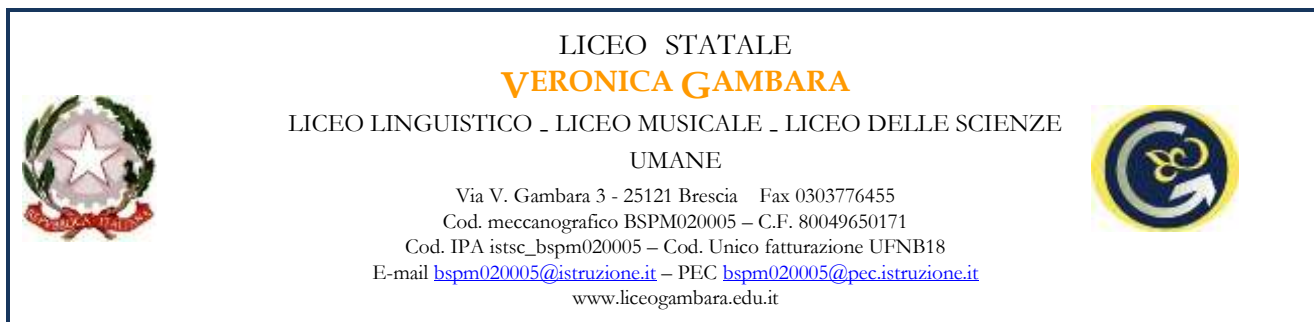 LICEO STATALE
VERONICA GAMBARA
LICEO LINGUISTICO - LICEO MUSICALE - LICEO DELLE SCIENZE
UMANE
Via V. Gambara 3 - 25121 Brescia Fax 0303776455
Cod. meccanografico BSPM020005 – C.F. 80049650171
Cod. IPA istsc_bspm020005 – Cod. Unico fatturazione UFNB18
E-mail bspm020005@istruzione.it – PEC bspm020005@pec.istruzione.it
www.liceogambara.edu.it
REPVBBLICA ITALIANA